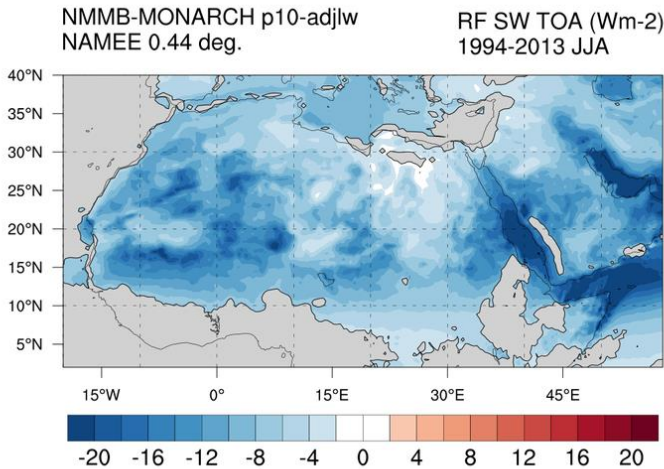 NMMB-MONARCH p10-adjlw
NAMEE 0.44 deg.
RF SW TOA (Wm-2)
1994-2013 JJA
40°N
35°N
30°N
25°N
20°N
15°N
10°N
5°N
15°W 0° 15°E 30°E 45°E
-20 -16 -12 -8 -4 0 4 8 12 16 20